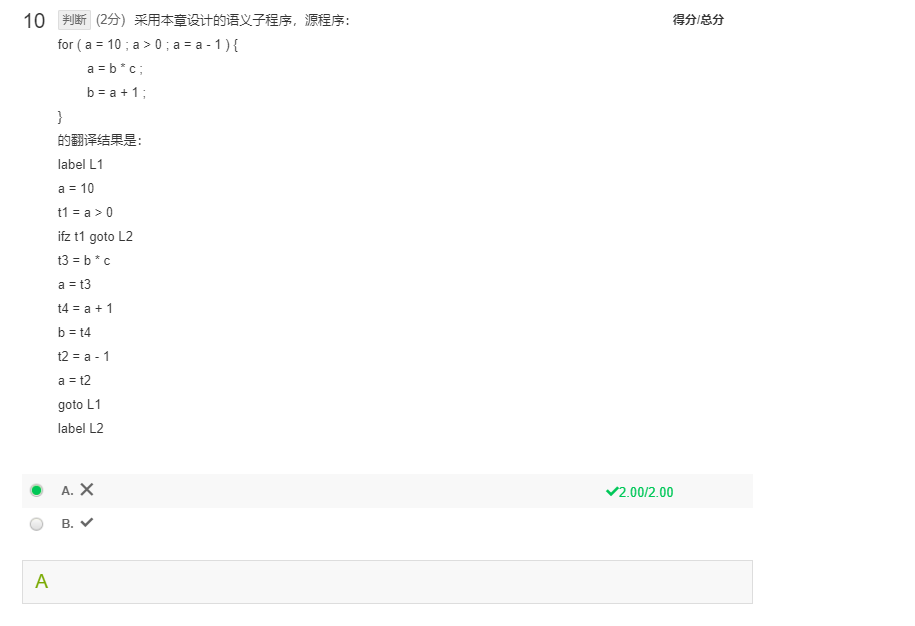 10 判断 (2分) 采用本章设计的语义子程序，源程序： 得分/总分
for ( a = 10 ; a > 0 ; a = a - 1 ) {
a = b * c ;
b = a + 1 ;
}
的翻译结果是：
label L1
a = 10
t1 = a > 0
ifz t1 goto L2
t3 = b * c
a = t3
t4 = a + 1
b = t4
t2 = a - 1
a = t2
goto L1
label L2
A. ✕ ✔2.00/2.00
B. ✔
A